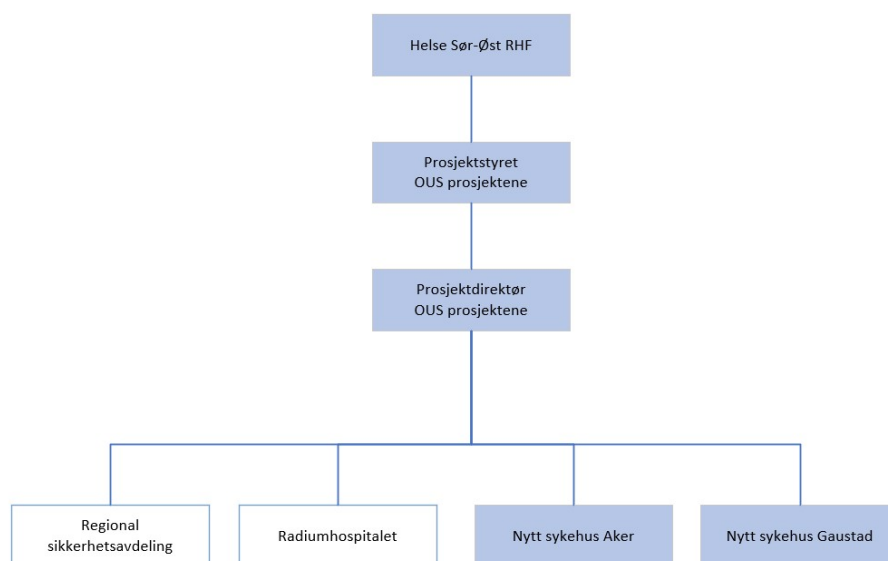 Helse Sør-Øst RHF
Prosjektstyret
OUS prosjektene
Prosjektdirektør
OUS prosjektene
Regional
sikkerhetsavdeling
Radiumhospitalet
Nytt sykehus Aker
Nytt sykehus Gaustad